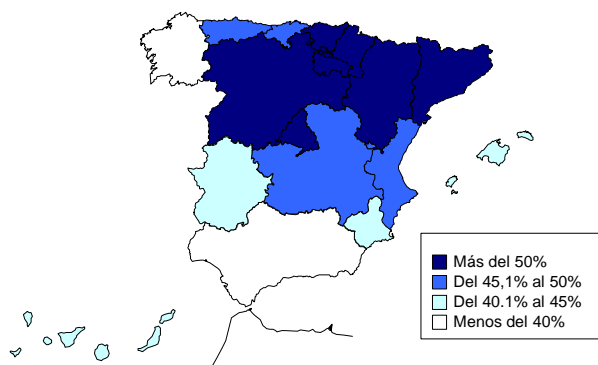 Más del 50%
Del 45,1% al 50%
Del 40.1% al 45%
Menos del 40%